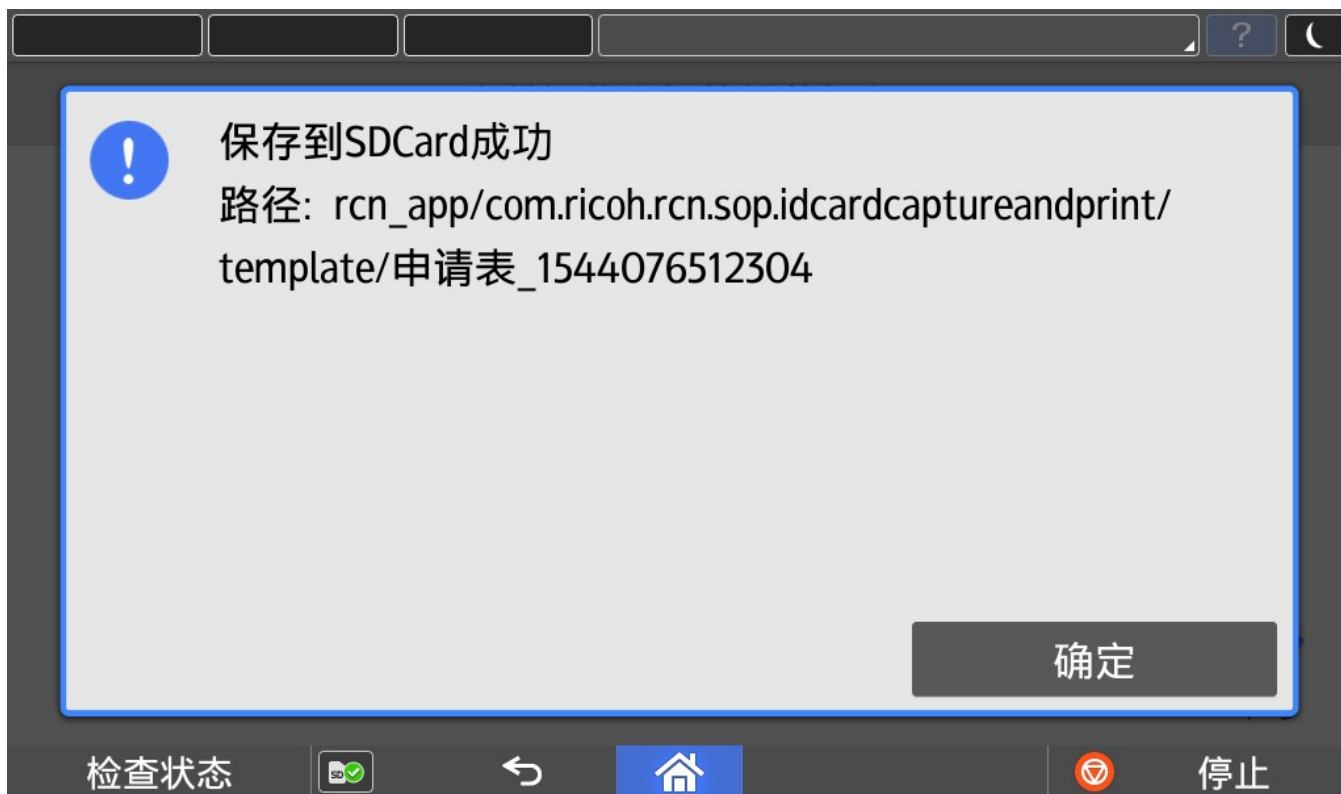 ?
保存到SDCard成功
路径: rcn_app/com.ricoh.rcn.sop.idcardcaptureandprint/
template/申请表_1544076512304
确定
检查状态
SD
停止